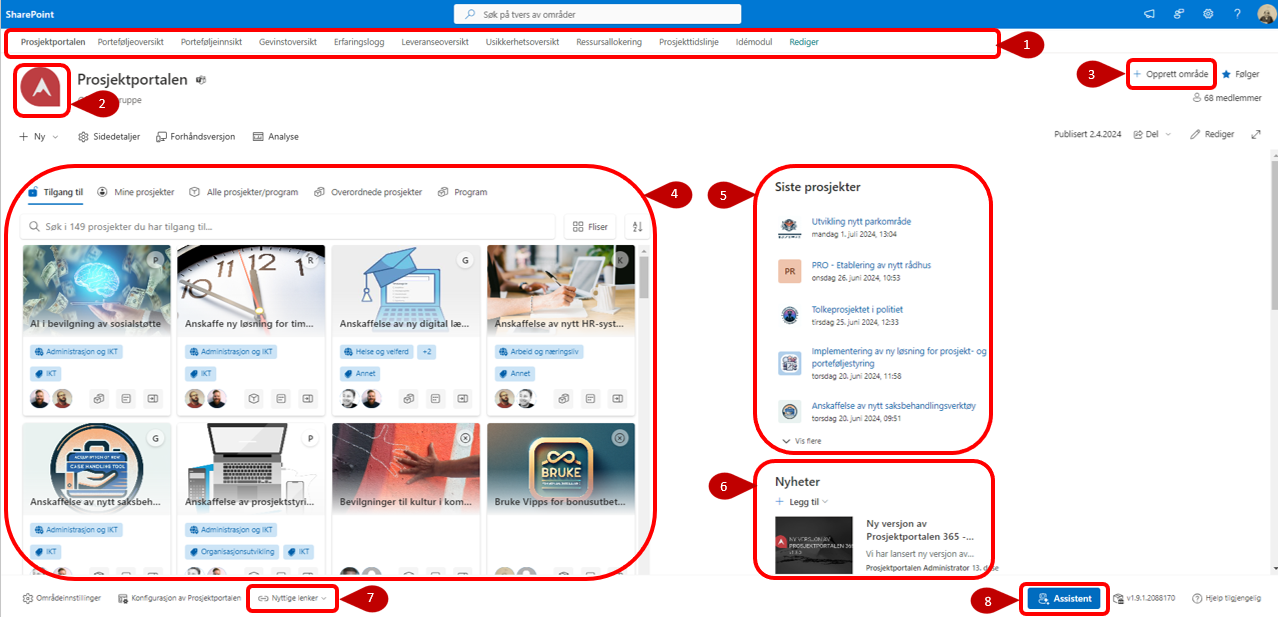 SharePoint
Søk på tvers av områder
Prosjektportalen Porteføljeoversikt Porteføljeinnsikt Gevinstoversikt Erfaringslogg Leveranseoversikt Usikkerhetsoversikt Ressursallokering Prosjekttidslinje Idémodul Rediger
1
Prosjektportalen
2
3
Opprett område
Følger
68 medlemmer
Ny Sidedetaljer Forhåndsversjon Analyse
Publisert 2.4.2024 Del Rediger
Tilgang til Mine prosjekter Alle prosjekter/program Overordnede prosjekter Program
4
Søk i 149 prosjekter du har tilgang til...
Fliser
P
R
G
K
AI i bevilgning av sosialstøtte
Anskaffe ny løsning for tim...
Anskaffelse av ny digital læ...
Anskaffelse av nytt HR-syst...
Administrasjon og IKT
Administrasjon og IKT
Helse og velferd +2
Arbeid og næringsliv
IKT
IKT
Annet
Annet
G
P
CASE HANDLING TOOL
BRUKE
Anskaffelse av nytt saksbeh...
Anskaffelse av prosjektstyri...
Bevilgninger til kultur i kom...
Bruke Vipps for bonusutbet...
Administrasjon og IKT
Administrasjon og IKT
IKT
Organisasjonsutvikling IKT
5
Siste prosjekter
Utvikling nytt parkområde
mandag 1. juli 2024, 13:04
PR
PRO - Etablering av nytt rådhus
onsdag 26. juni 2024, 10:53
Tolkeprosjektet i politiet
tirsdag 25. juni 2024, 12:33
Implementering av ny løsning for prosjekt- og
porteføljestyring
torsdag 20. juni 2024, 11:58
Anskaffelse av nytt saksbehandlingsverktøy
torsdag 20. juni 2024, 09:51
Vis flere
6
Nyheter
Legg til
NY VERSJON AV
PROSJEKTPORTALEN 365
Ny versjon av
Prosjektportalen 365 -...
Vi har lansert ny versjon av...
Prosjektportalen Administrator
Områdeinnstillinger Konfigurasjon av Prosjektportalen Nyttige lenker
7
8
Assistent
v1.9.1.2088170
Hjelp tilgjengelig